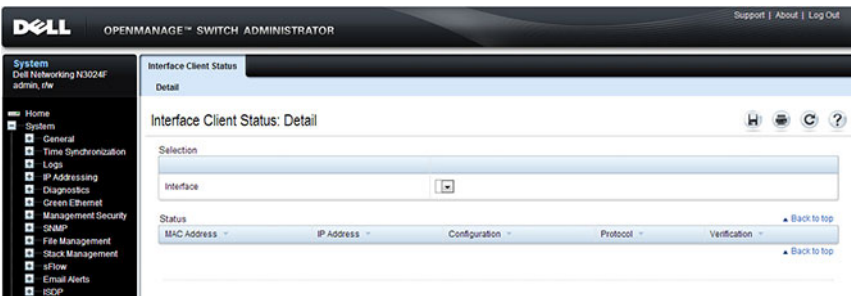 Support | About | Log Out
DELL OPENMANAGE™ SWITCH ADMINISTRATOR
System
Dell Networking N3024F
admin, r/w
Home
System
General
Time Synchronization
Logs
IP Addressing
Diagnostics
Green Ethernet
Management Security
SNMP
File Management
Stack Management
sFlow
Email Alerts
ISDP
Interface Client Status
Detail
Interface Client Status: Detail
Selection
Interface
Status
Back to top
MAC Address IP Address Configuration Protocol Verification
Back to top